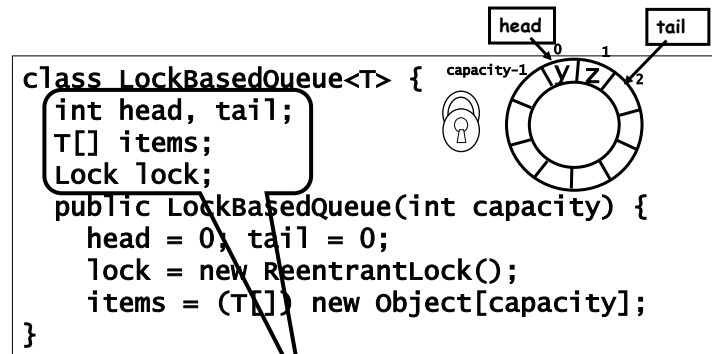 head
tail
0
1
2
capacity-1
y z
class LockBasedQueue<T> {
int head, tail;
T[] items;
Lock lock;
public LockBasedQueue(int capacity) {
head = 0; tail = 0;
lock = new ReentrantLock();
items = (T[]) new Object[capacity];
}